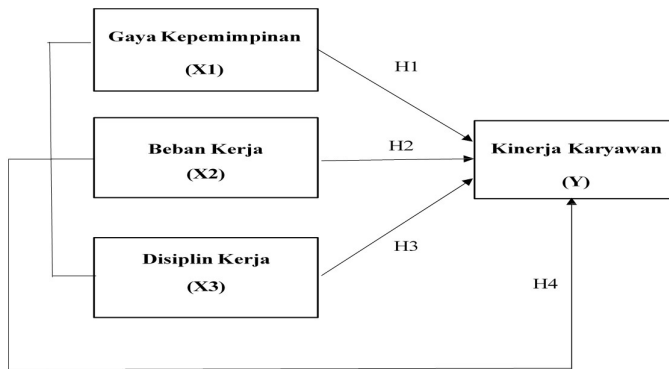 Gaya Kepemimpinan
(X1)
H1
Beban Kerja
(X2)
H2
Kinerja Karyawan
(Y)
Disiplin Kerja
(X3)
H3
H4